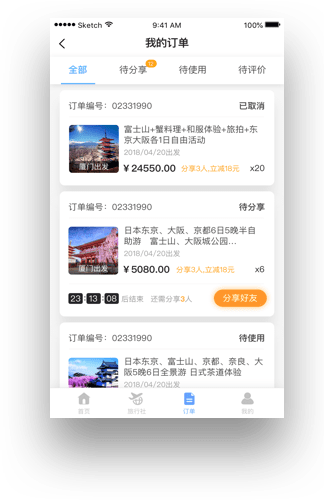 Sketch 9:41 AM 100%
我的订单
全部 待分享 17 待使用 待评价
订单编号：02331990 已取消
富士山+蟹料理+和服体验+旅拍+东
京大阪各1日自由活动
2018/04/20出发
厦门出发
¥ 24550.00 分享3人,立减18元 x20
订单编号：02331990 待分享
日本东京、大阪、京都6日5晚半自
助游 富士山、大阪城公园...
2018/04/20出发
厦门出发
¥ 5080.00 分享3人,立减18元 x6
23:13:08 后结束 还需分享3人 分享好友
订单编号：02331990 待使用
日本东京、富士山、京都、奈良、大
阪5晚6日全景游 日式茶道体验
2018/04/20出发
首页 旅行社 订单 我的